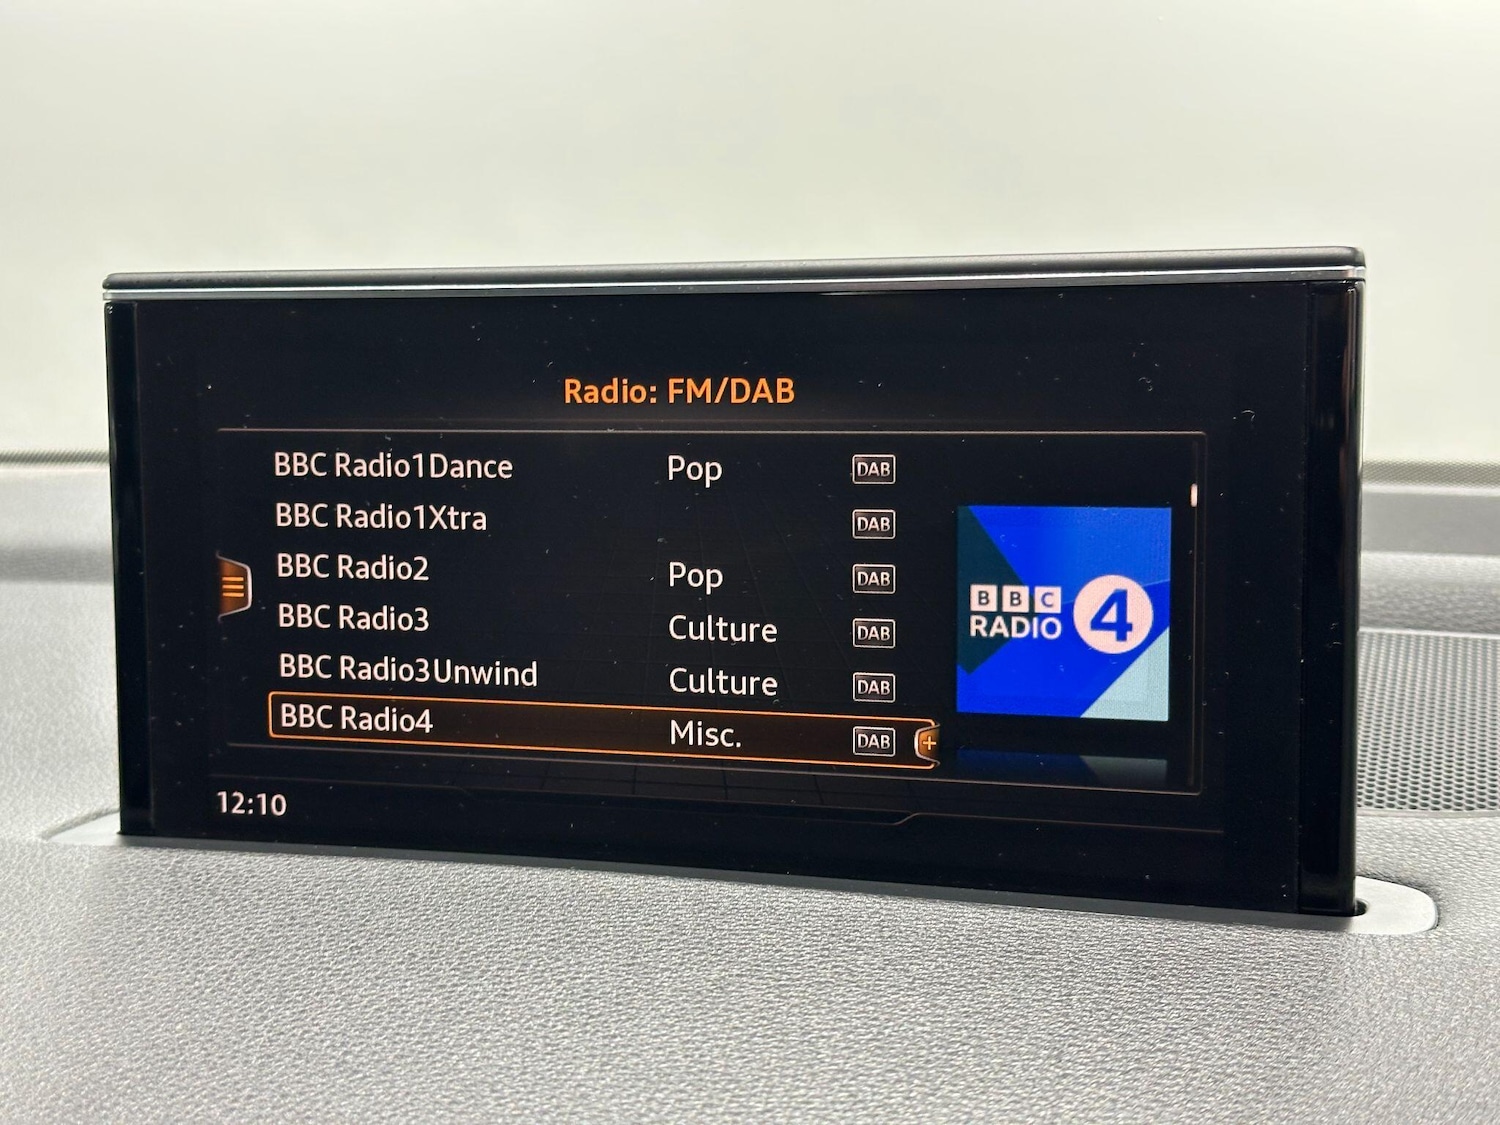 Radio: FM/DAB
BBC Radio1Dance Pop DAB
BBC Radio1Xtra DAB
BBC Radio2 Pop DAB
BBC Radio3 Culture DAB
BBC Radio3Unwind Culture DAB
BBC Radio4 Misc. DAB +
BBC
RADIO 4
12:10